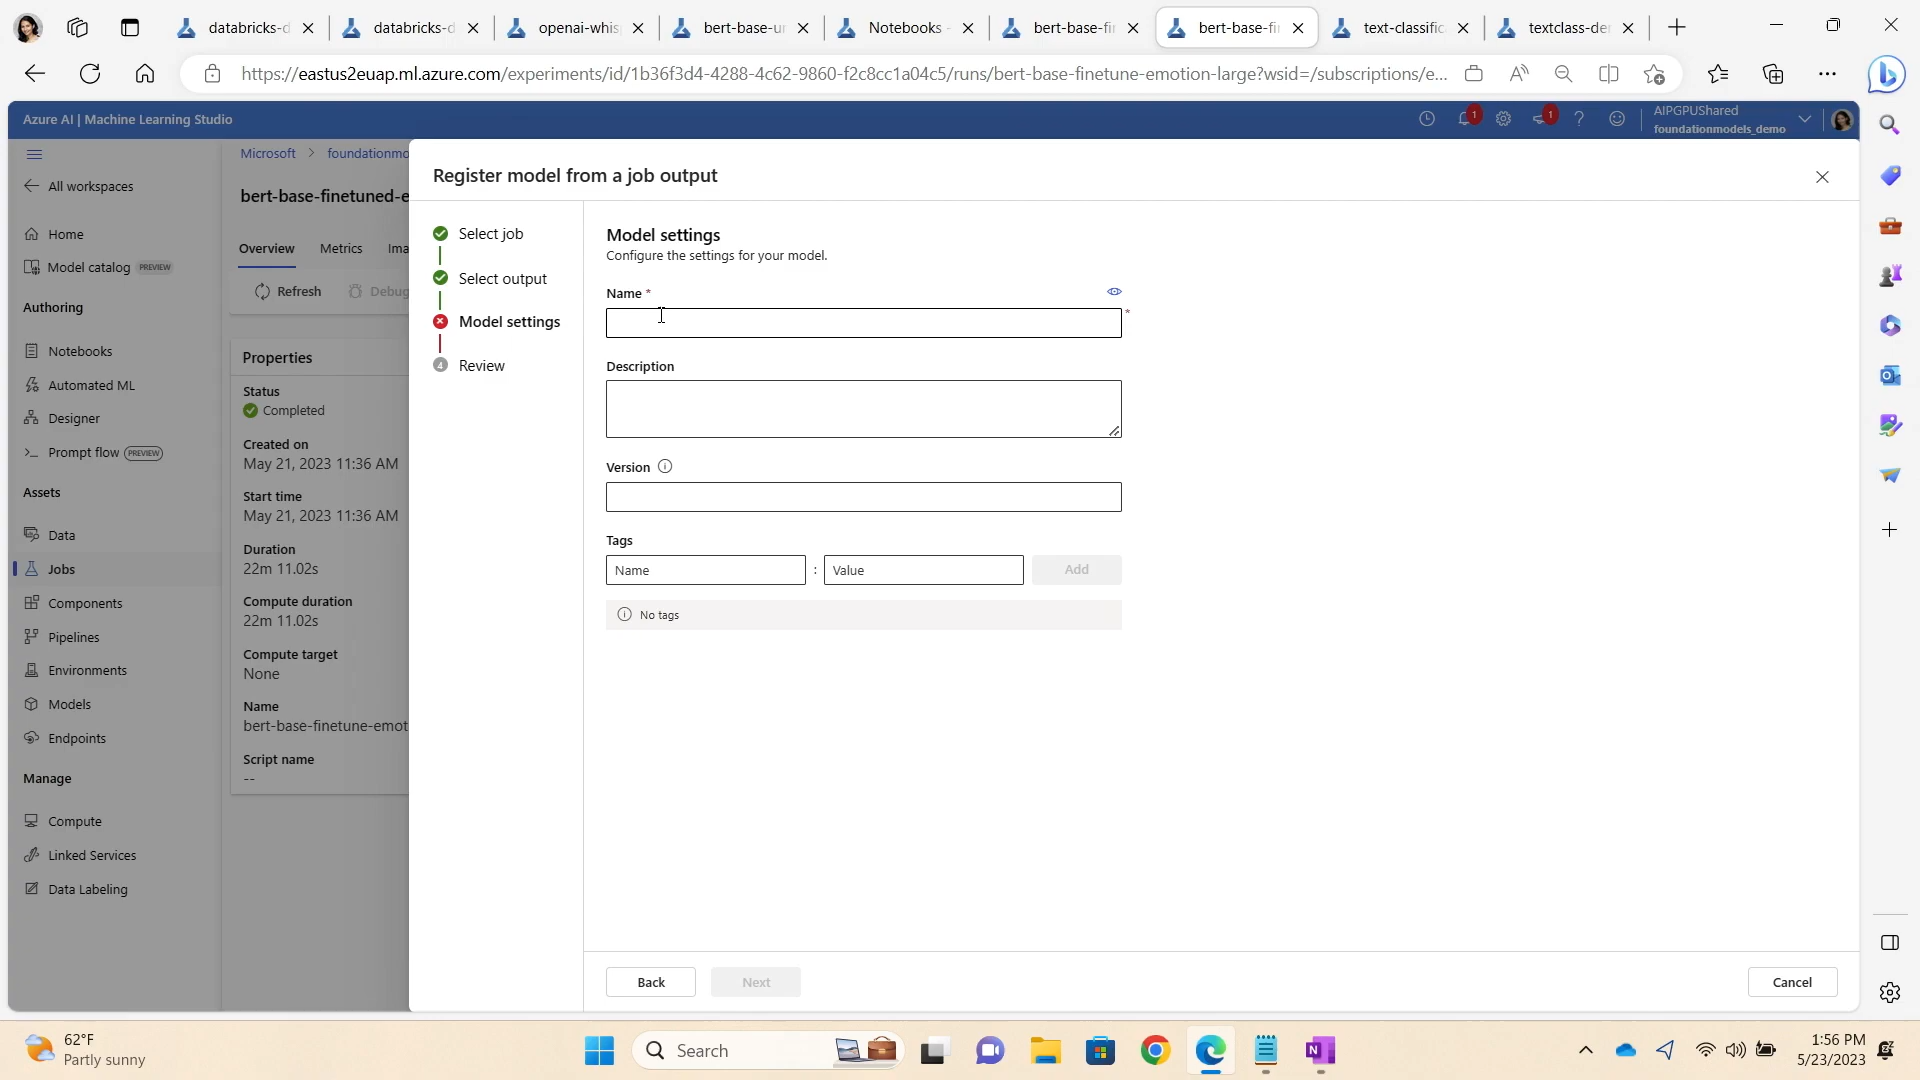 databricks-d
databricks-d
openai-whis
bert-base-un
Notebooks -
bert-base-fin
bert-base-fin
text-classific
textclass-der
https://eastus2euap.ml.azure.com/experiments/id/1b36f3d4-4288-4c62-9860-f2c8cc1a04c5/runs/bert-base-finetune-emotion-large?wsid=/subscriptions/e...
Azure AI | Machine Learning Studio
1
1
AIPGPUShared
foundationmodels_demo
All workspaces
Home
Model catalog PREVIEW
Authoring
Notebooks
Automated ML
Designer
Prompt flow PREVIEW
Assets
Data
Jobs
Components
Pipelines
Environments
Models
Endpoints
Manage
Compute
Linked Services
Data Labeling
Microsoft > foundationmo
bert-base-finetuned-e
Overview Metrics Ima
Refresh Debug
Properties
Status
Completed
Created on
May 21, 2023 11:36 AM
Start time
May 21, 2023 11:36 AM
Duration
22m 11.02s
Compute duration
22m 11.02s
Compute target
None
Name
bert-base-finetune-emot
Script name
--
Register model from a job output
Select job
Select output
Model settings
4 Review
Model settings
Configure the settings for your model.
Name *
*
Description
Version
Tags
Name : Value Add
No tags
Back Next Cancel
62°F
Partly sunny
Search
1:56 PM
5/23/2023